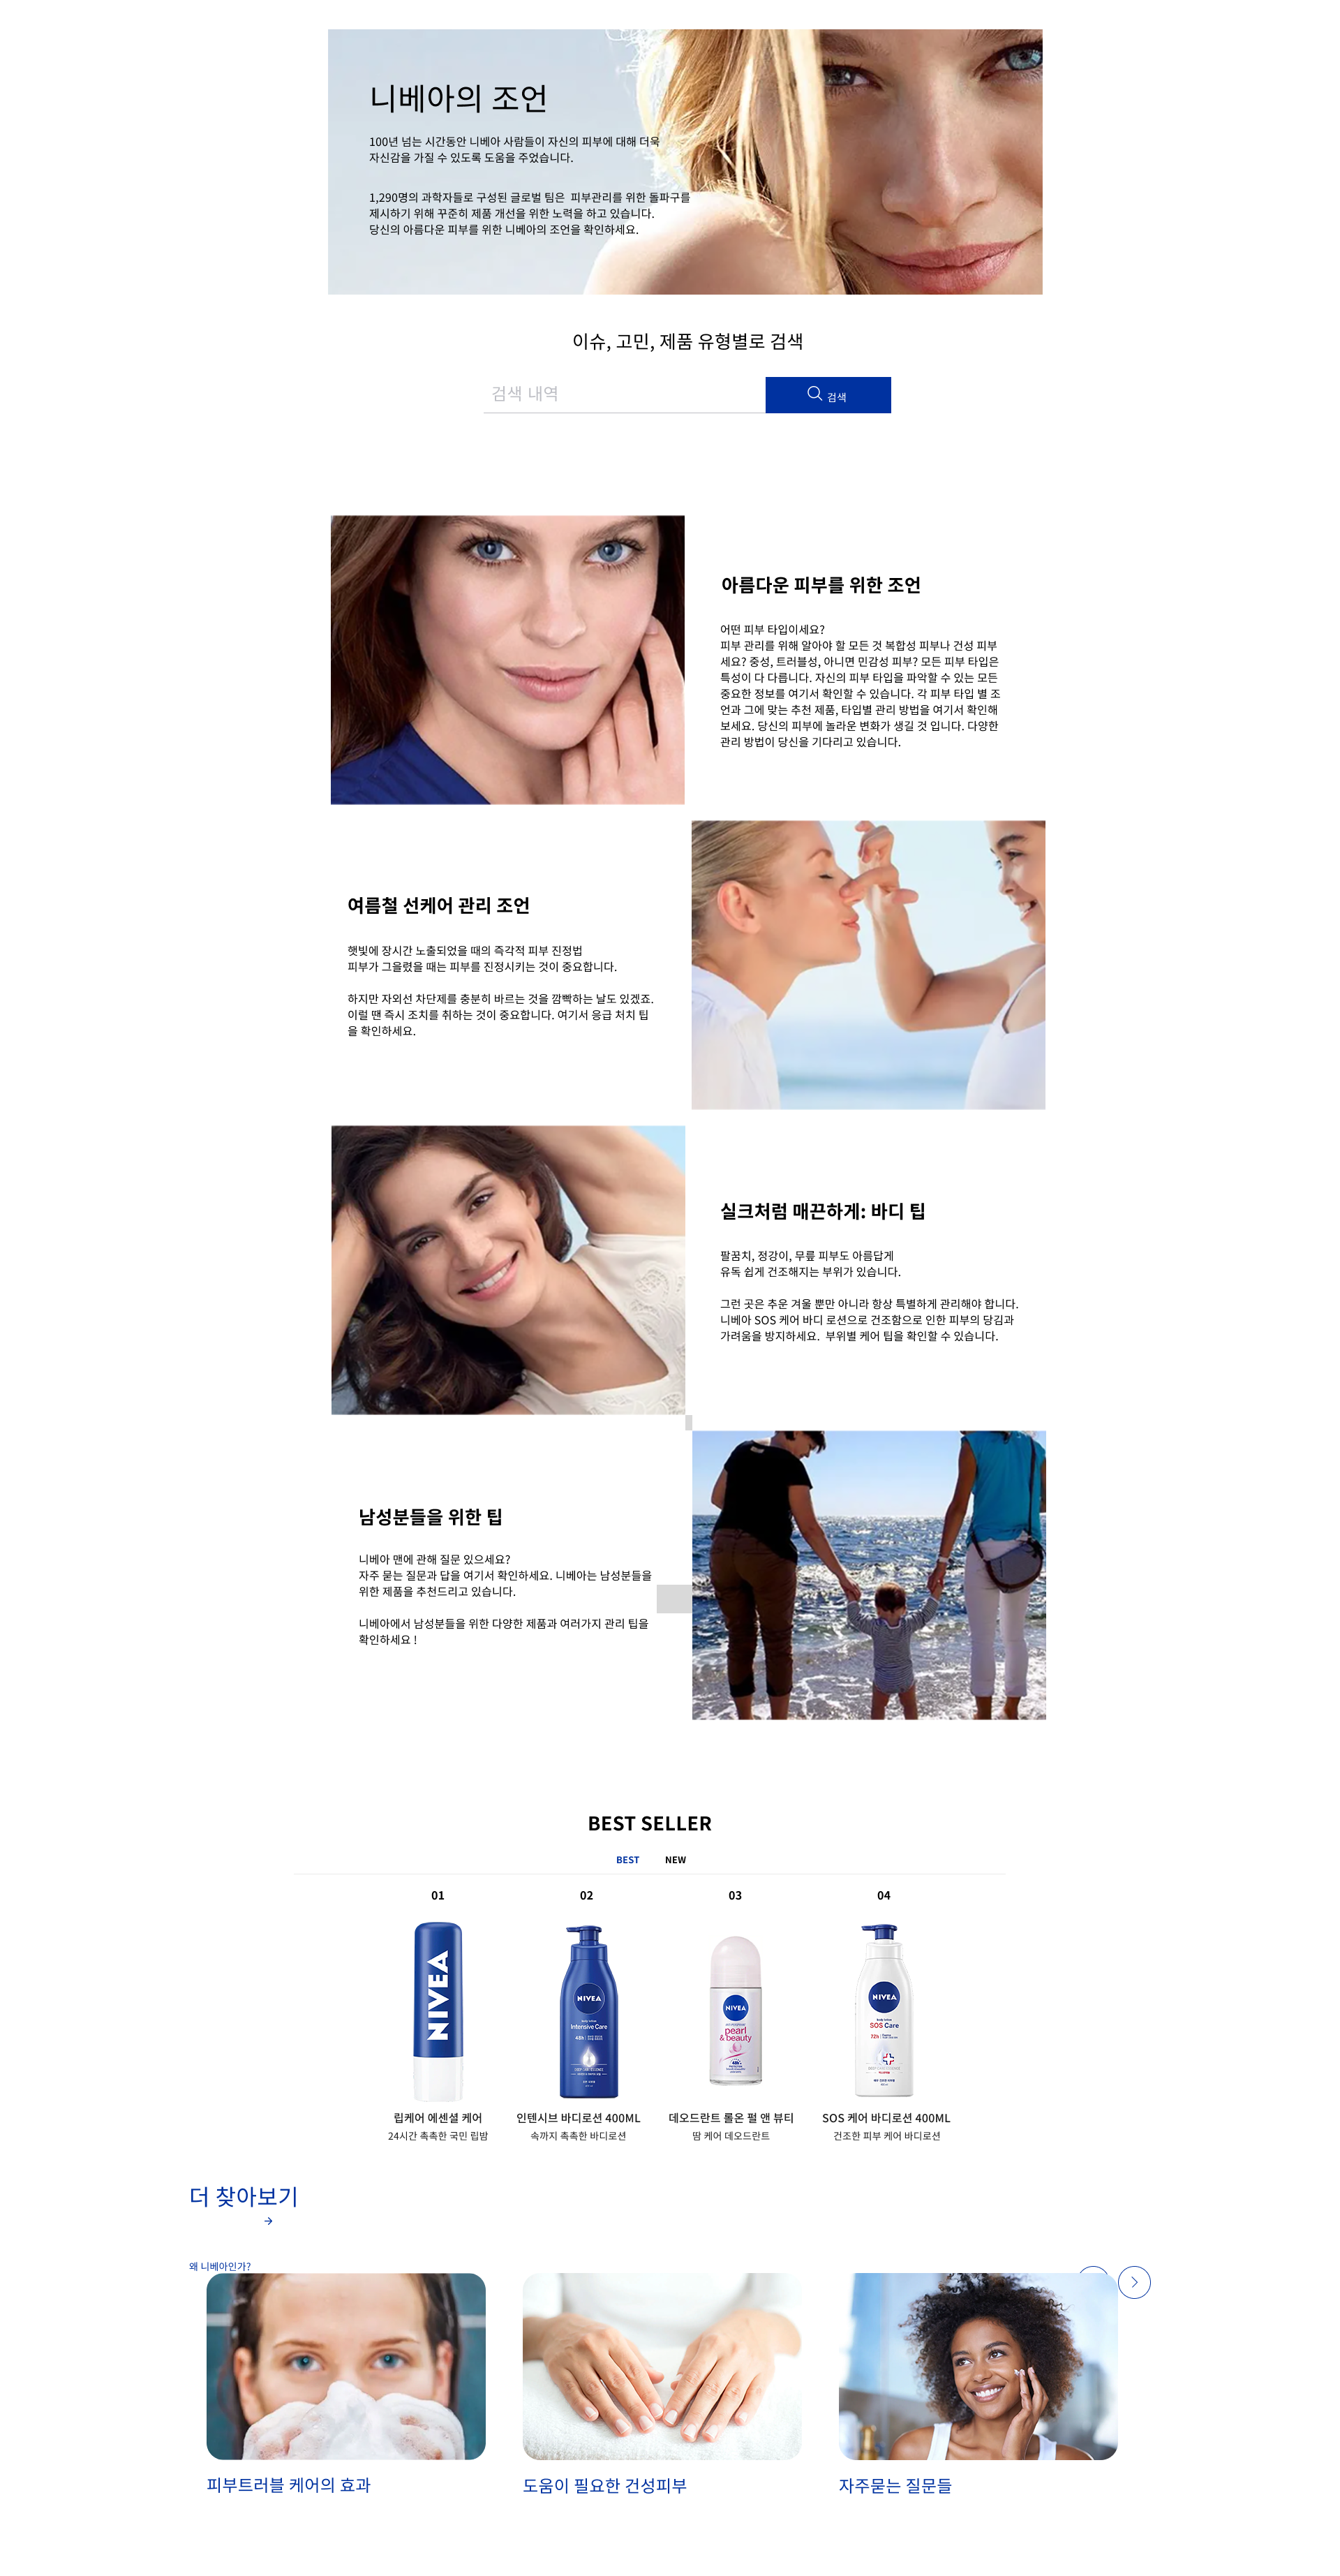 니베아의 조언
100년 넘는 시간동안 니베아 사람들이 자신의 피부에 대해 더욱
자신감을 가질 수 있도록 도움을 주었습니다.
1,290명의 과학자들로 구성된 글로벌 팀은 피부관리를 위한 돌파구를
제시하기 위해 꾸준히 제품 개선을 위한 노력을 하고 있습니다.
당신의 아름다운 피부를 위한 니베아의 조언을 확인하세요.
이슈, 고민, 제품 유형별로 검색
검색 내역
검색
아름다운 피부를 위한 조언
어떤 피부 타입이세요?
피부 관리를 위해 알아야 할 모든 것 복합성 피부나 건성 피부
세요? 중성, 트러블성, 아니면 민감성 피부? 모든 피부 타입은
특성이 다 다릅니다. 자신의 피부 타입을 파악할 수 있는 모든
중요한 정보를 여기서 확인할 수 있습니다. 각 피부 타입 별 조
언과 그에 맞는 추천 제품, 타입별 관리 방법을 여기서 확인해
보세요. 당신의 피부에 놀라운 변화가 생길 것 입니다. 다양한
관리 방법이 당신을 기다리고 있습니다.
여름철 선케어 관리 조언
햇빛에 장시간 노출되었을 때의 즉각적 피부 진정법
피부가 그을렸을 때는 피부를 진정시키는 것이 중요합니다.
하지만 자외선 차단제를 충분히 바르는 것을 깜빡하는 날도 있겠죠.
이럴 땐 즉시 조치를 취하는 것이 중요합니다. 여기서 응급 처치 팁
을 확인하세요.
실크처럼 매끈하게: 바디 팁
팔꿈치, 정강이, 무릎 피부도 아름답게
유독 쉽게 건조해지는 부위가 있습니다.
그런 곳은 추운 겨울 뿐만 아니라 항상 특별하게 관리해야 합니다.
니베아 SOS 케어 바디 로션으로 건조함으로 인한 피부의 당김과
가려움을 방지하세요. 부위별 케어 팁을 확인할 수 있습니다.
남성분들을 위한 팁
니베아 맨에 관해 질문 있으세요?
자주 묻는 질문과 답을 여기서 확인하세요. 니베아는 남성분들을
위한 제품을 추천드리고 있습니다.
니베아에서 남성분들을 위한 다양한 제품과 여러가지 관리 팁을
확인하세요 !
BEST SELLER
BEST NEW
01 02 03 04
NIVEA
NIVEA
Intensive Care
48h
NIVEA
pearl
& beauty
NIVEA
SOS Care
72h
립케어 에센셜 케어
24시간 촉촉한 국민 립밤
인텐시브 바디로션 400ML
속까지 촉촉한 바디로션
데오드란트 롤온 펄 앤 뷰티
땀 케어 데오드란트
SOS 케어 바디로션 400ML
건조한 피부 케어 바디로션
더 찾아보기
왜 니베아인가?
피부트러블 케어의 효과
도움이 필요한 건성피부
자주묻는 질문들